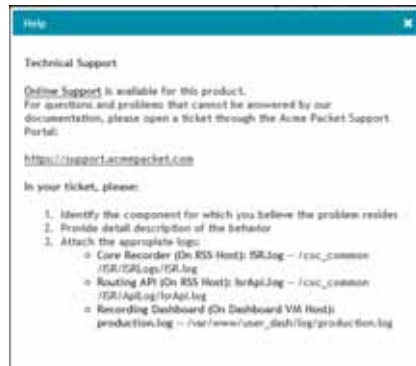 Help
Technical Support
Online Support is available for this product.
For questions and problems that cannot be answered by our
documentation, please open a ticket through the Acme Packet Support
Portal:
https://support.acmepacket.com
In your ticket, please:
1. Identify the component for which you believe the problem resides
2. Provide detail description of the behavior
3. Attach the appropiate logs:
Core Recorder (On RSS Host): ISR.log -- /cxc_common
/ISR/ISRLogs/ISR.log
Routing API (On RSS Host): IsrApi.log -- /cxc_common
/ISR/ApiLog/IsrApi.log
Recording Dashboard (On Dashboard VM Host):
production.log -- /var/www/user_dash/log/production.log